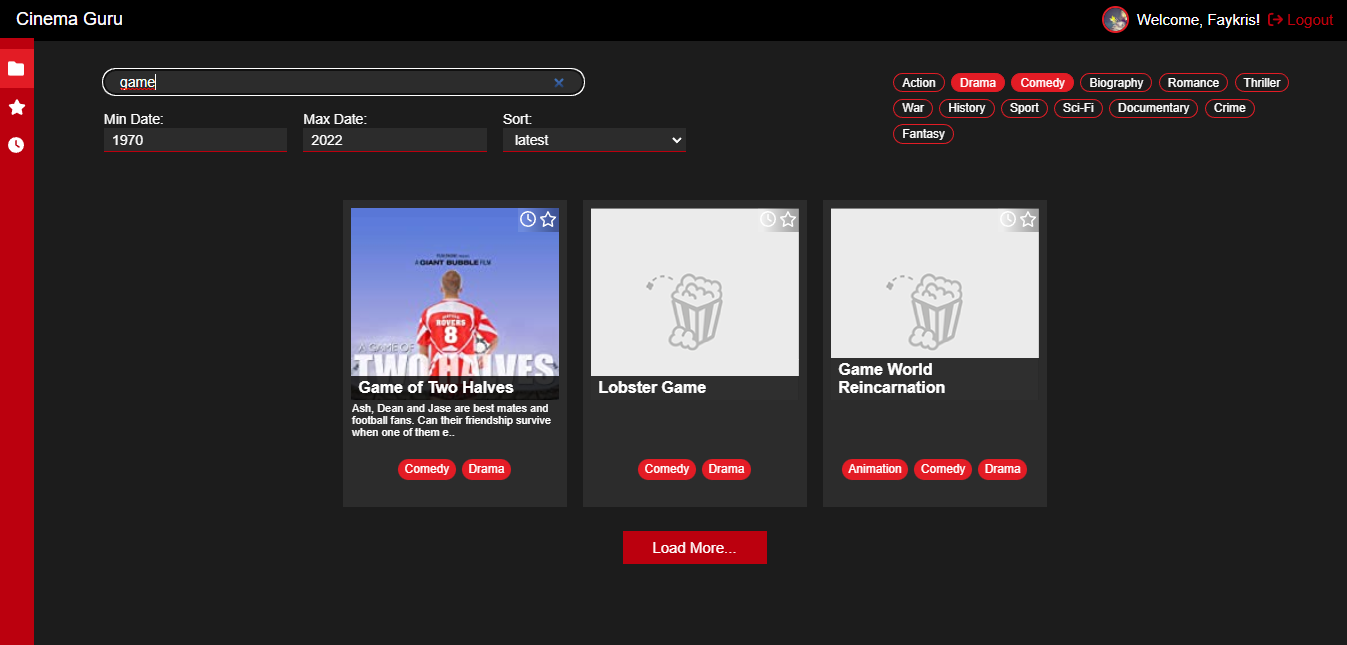 Cinema Guru
Welcome, Faykris! Logout
game
Action Drama Comedy Biography Romance Thriller
War History Sport Sci-Fi Documentary Crime
Fantasy
Min Date: Max Date: Sort:
1970 2022 latest
A GIANT BUBBLE FILM
ROVERS
8
A GAME OF
TWO HALVES
Game of Two Halves
Ash, Dean and Jase are best mates and
football fans. Can their friendship survive
when one of them e..
Comedy Drama
Lobster Game
Comedy Drama
Game World
Reincarnation
Animation Comedy Drama
Load More...